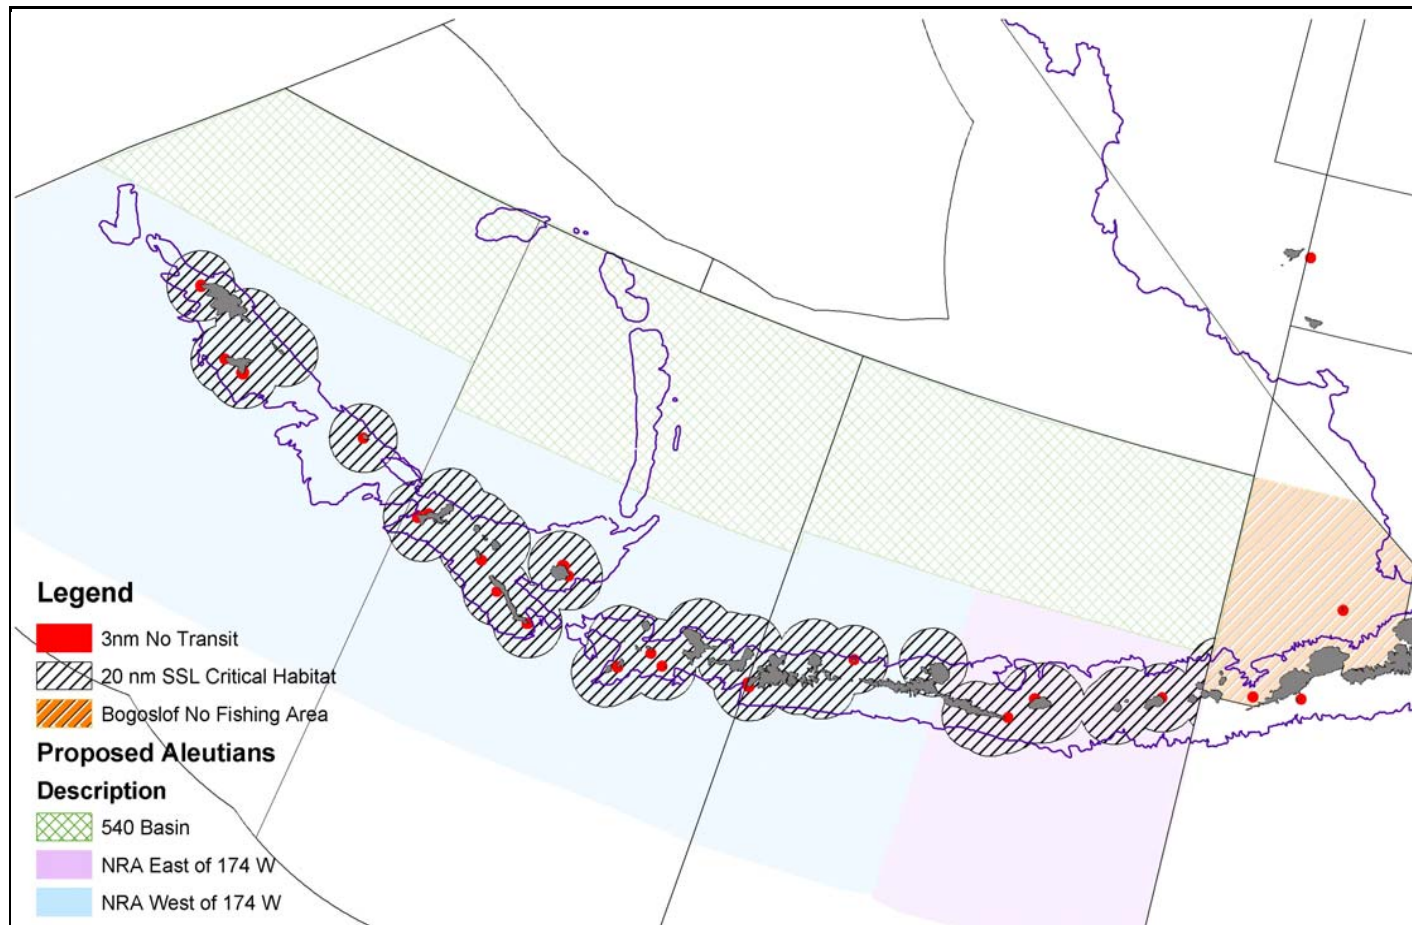 Legend
3nm No Transit
20 nm SSL Critical Habitat
Bogoslof No Fishing Area
Proposed Aleutians
Description
540 Basin
NRA East of 174 W
NRA West of 174 W